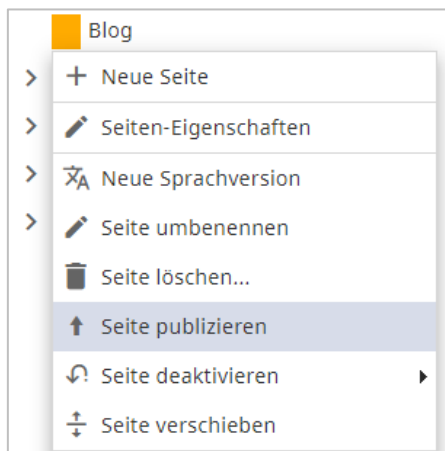 Blog
Neue Seite
Seiten-Eigenschaften
Neue Sprachversion
Seite umbenennen
Seite löschen...
Seite publizieren
Seite deaktivieren
Seite verschieben